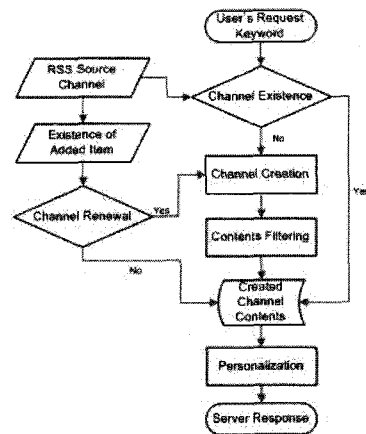 User's Request
Keyword
RSS Source
Channel
Channel Existence
Existence of
Added Item
No
Channel Creation
Yes
Channel Renewal
Yes
Contents Filtering
No
Created
Channel
Contents
Personalization
Server Response